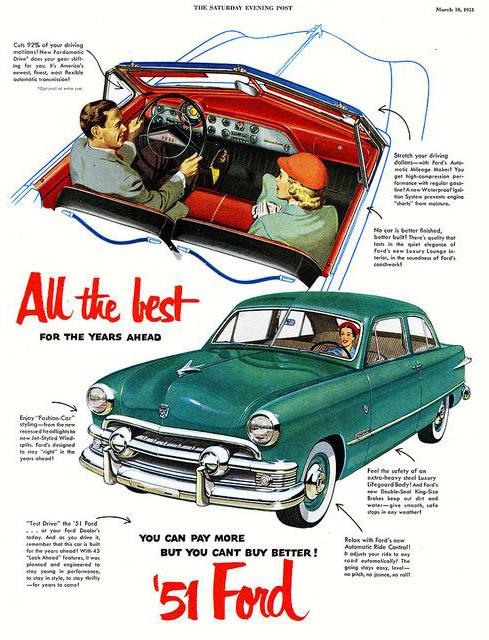 THE SATURDAY EVENING POST
March 10, 1951
Cuts 92% of your driving
motions! New Fordomatic
Drive* does your gear shift-
ing for you. It's America's
newest, finest, most flexible
automatic transmission!
*Optional at extra cost.
Stretch your driving
dollars—with Ford's Auto-
matic Mileage Maker! You
get high-compression per-
formance with regular gaso-
line! A new Waterproof Igni-
tion System prevents engine
"shorts" from moisture.
No car is better finished,
better built! There's quality that
lasts in the quiet elegance of
Ford's new Luxury Lounge In-
terior, in the soundness of Ford's
coachwork!
All the best
FOR THE YEARS AHEAD
Enjoy "Fashion-Car"
styling—from the new
recessed headlights to
new Jet-Styled Wind-
splits. Ford's designed
to stay "right" in the
years ahead!
Feel the safety of an
extra-heavy steel Luxury
Lifeguard Body! And Ford's
new Double-Seal King-Size
Brakes keep out dirt and
water—give smooth, safe
stops in any weather!
"Test Drive" the '51 Ford
. . . at your Ford Dealer's
today. And as you drive it,
remember that this car is built
for the years ahead! With 43
"Look Ahead" features, it was
planned and engineered to
stay young in performance,
to stay in style, to stay thrifty
—for years to come!
Relax with Ford's new
Automatic Ride Control!
It adjusts your ride to any
road automatically! The
going stays easy, level—
no pitch, no jounce, no roll!
YOU CAN PAY MORE
BUT YOU CANT BUY BETTER!
'51 Ford